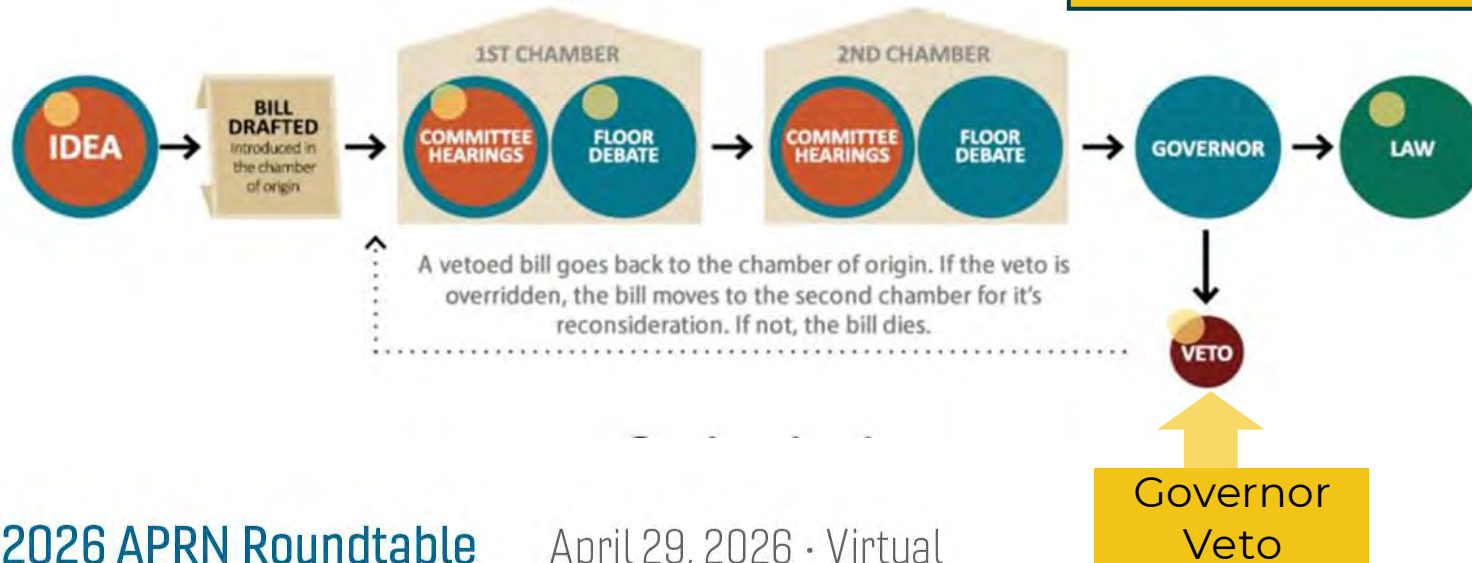 1ST CHAMBER
2ND CHAMBER
IDEA
BILL
DRAFTED
Introduced in
the chamber
of origin
COMMITTEE
HEARINGS
FLOOR
DEBATE
COMMITTEE
HEARINGS
FLOOR
DEBATE
GOVERNOR
LAW
A vetoed bill goes back to the chamber of origin. If the veto is
overridden, the bill moves to the second chamber for it's
reconsideration. If not, the bill dies.
VETO
Governor
Veto
2026 APRN Roundtable
April 29, 2026 · Virtual